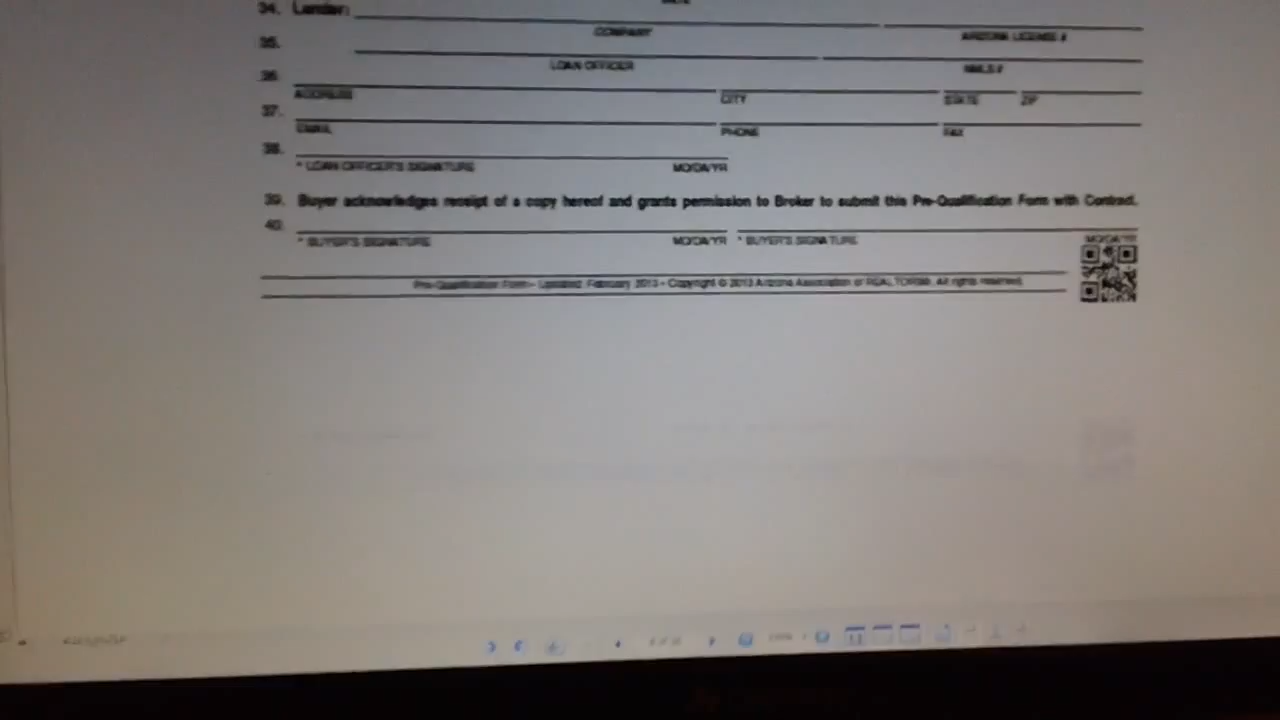 34. Lender:
COMPANY ARIZONA LICENSE #
35.
LOAN OFFICER NMLS #
36.
ADDRESS CITY STATE ZIP
37.
EMAIL PHONE FAX
38.
* LOAN OFFICER'S SIGNATURE MO/DA/YR
39. Buyer acknowledges receipt of a copy hereof and grants permission to Broker to submit this Pre-Qualification Form with Contract.
40.
* BUYER'S SIGNATURE MO/DA/YR * BUYER'S SIGNATURE MO/DA/YR
Pre-Qualification Form - Updated: February 2013 • Copyright © 2013 Arizona Association of REALTORS®. All rights reserved.